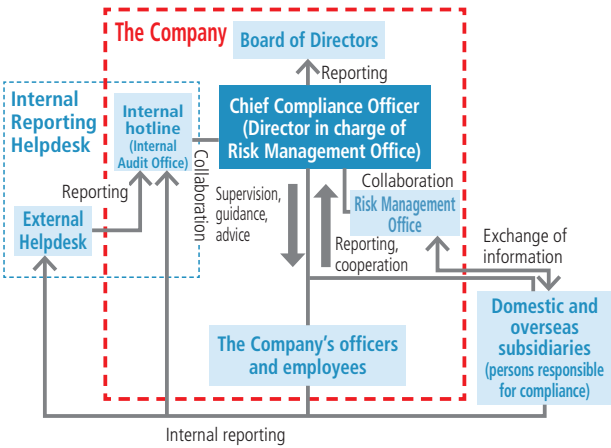 The Company
Board of Directors
Reporting
Internal
Reporting
Helpdesk
Internal
hotline
(Internal
Audit Office)
Chief Compliance Officer
(Director in charge of
Risk Management Office)
Collaboration
Reporting
External
Helpdesk
Supervision,
guidance,
advice
Collaboration
Risk Management
Office
Reporting,
cooperation
Exchange of
information
Domestic and
overseas
subsidiaries
(persons responsible
for compliance)
The Company's officers
and employees
Internal reporting